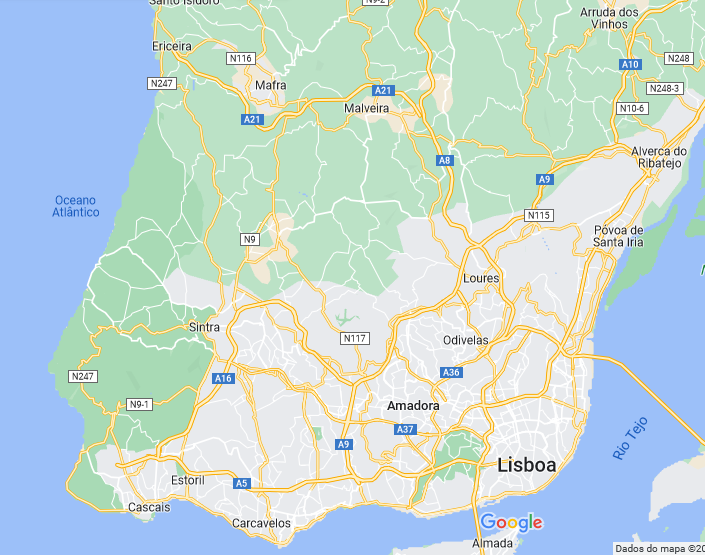 Santo Isidoro
N9-2
Arruda dos
Vinhos
Ericeira
N116
A10
N248
N247
Mafra
A21
N248-3
Malveira
N10-6
A21
Alverca do
Ribatejo
A8
A9
Oceano
Atlântico
N115
Póvoa de
Santa Iria
N9
Loures
Sintra
N117
Odivelas
N247
A16
A36
N9-1
Amadora
A37
Rio Tejo
A9
Lisboa
Estoril
A5
Cascais
Carcavelos
Google
Almada
Dados do mapa ©20